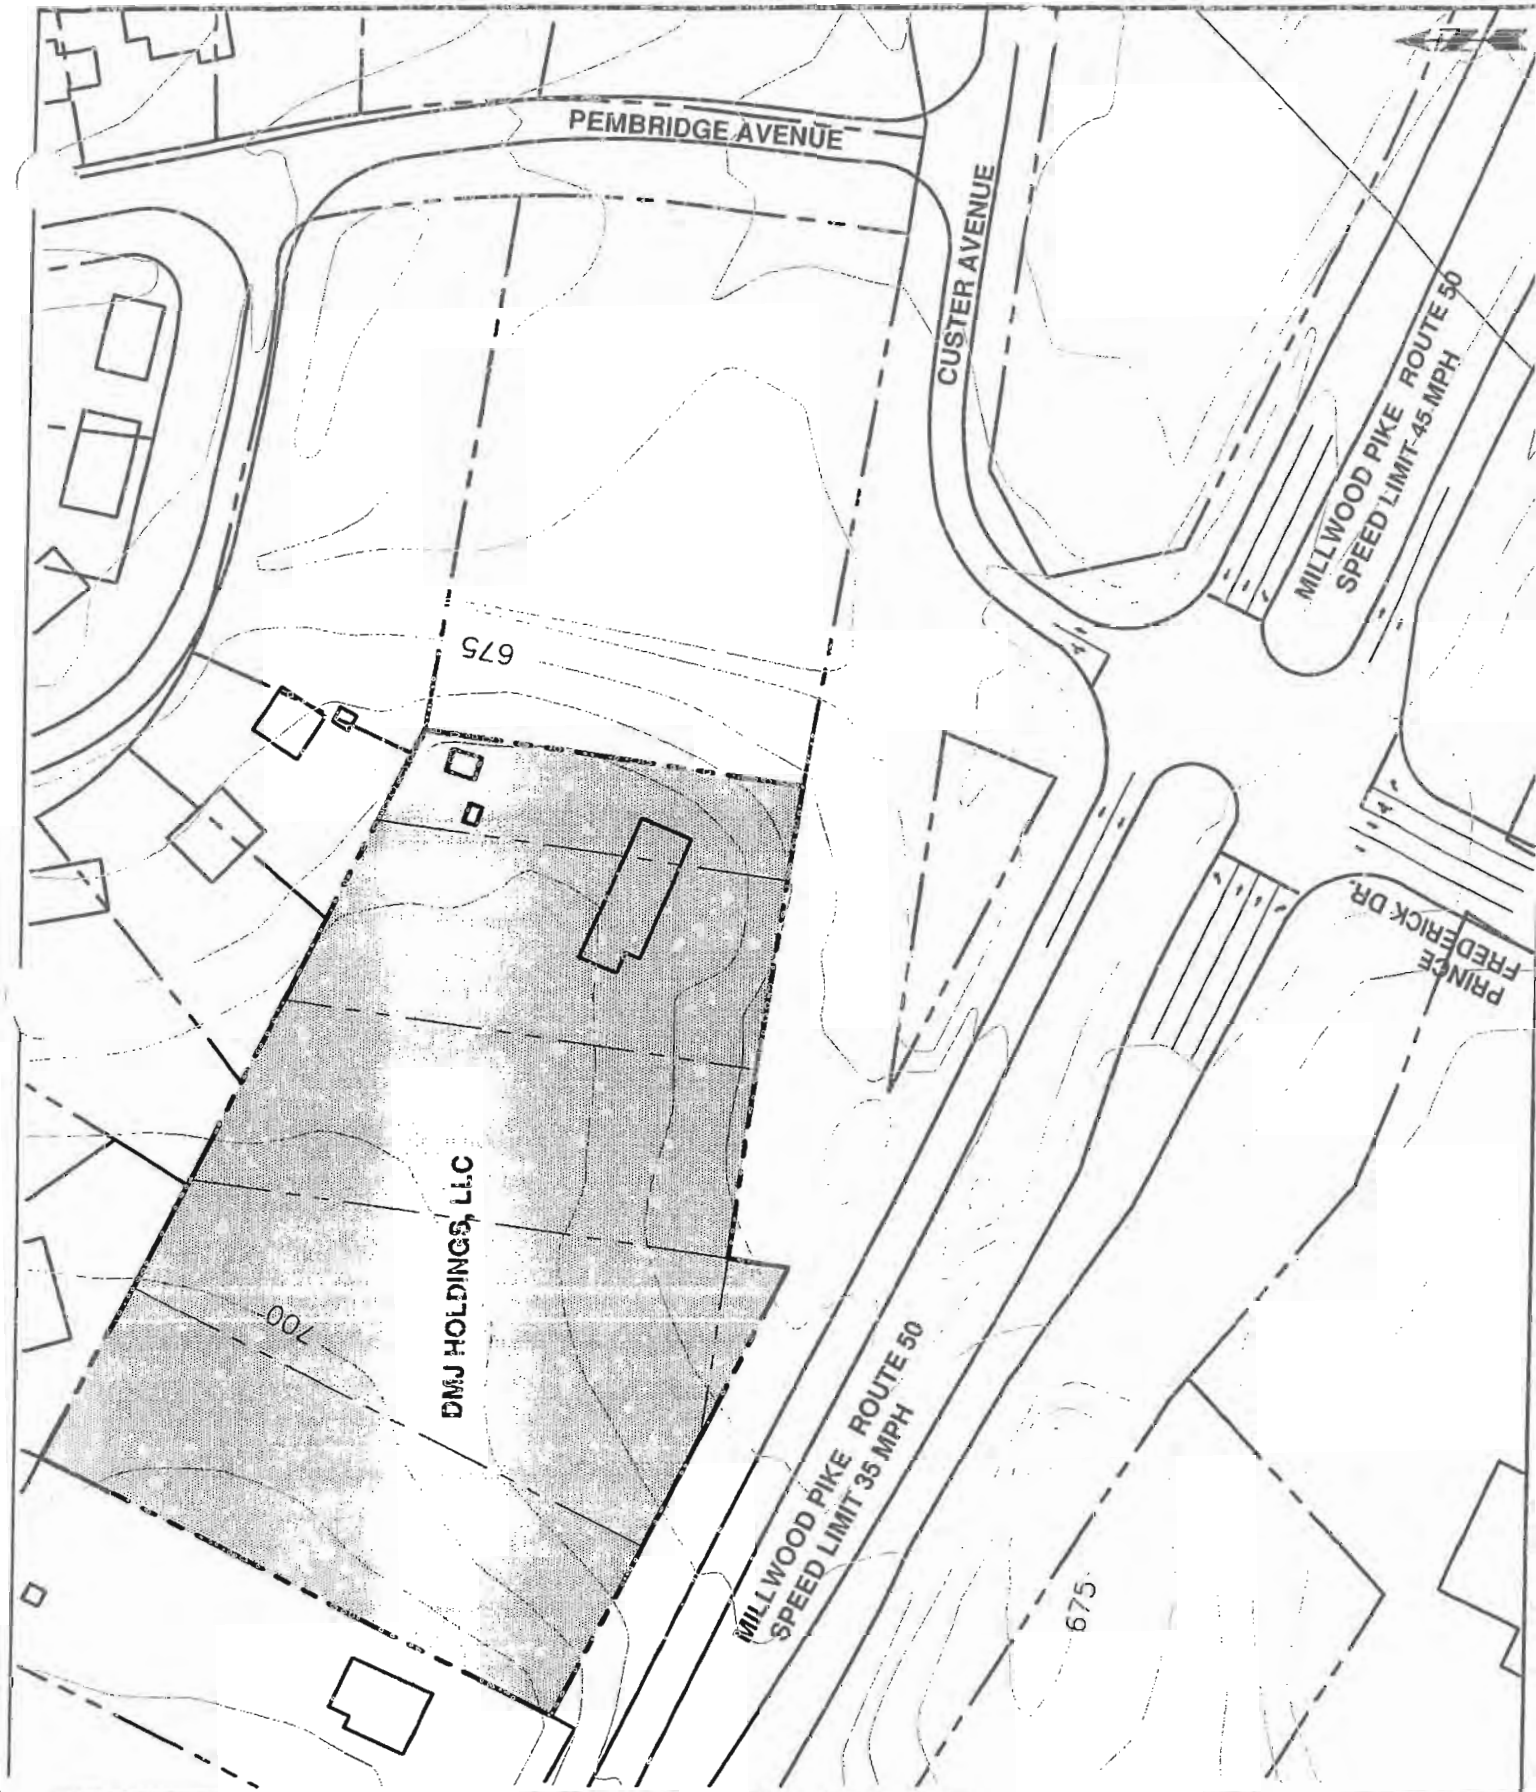 PEMBRIDGE AVENUE
CUSTER AVENUE
MILLWOOD PIKE ROUTE 50
SPEED LIMIT 45 MPH
675
PRINCE
FREDERICK DR.
DMJ HOLDINGS, LLC
700
MILLWOOD PIKE ROUTE 50
SPEED LIMIT 35 MPH
675